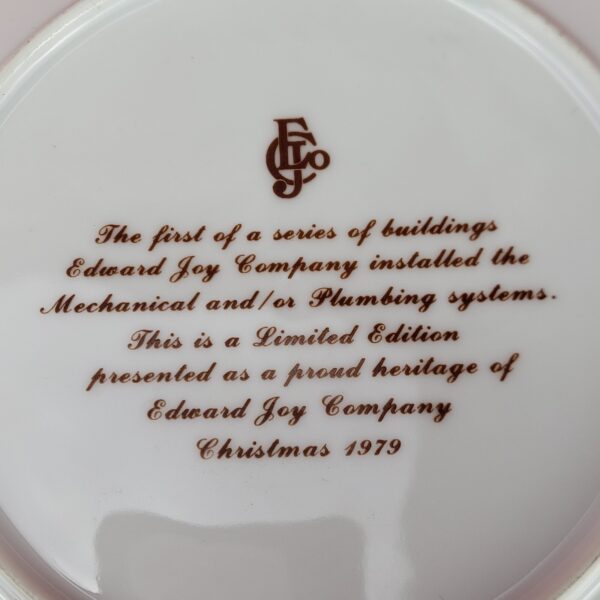 EJCo
The first of a series of buildings
Edward Joy Company installed the
Mechanical and/or Plumbing systems.
This is a Limited Edition
presented as a proud heritage of
Edward Joy Company
Christmas 1979